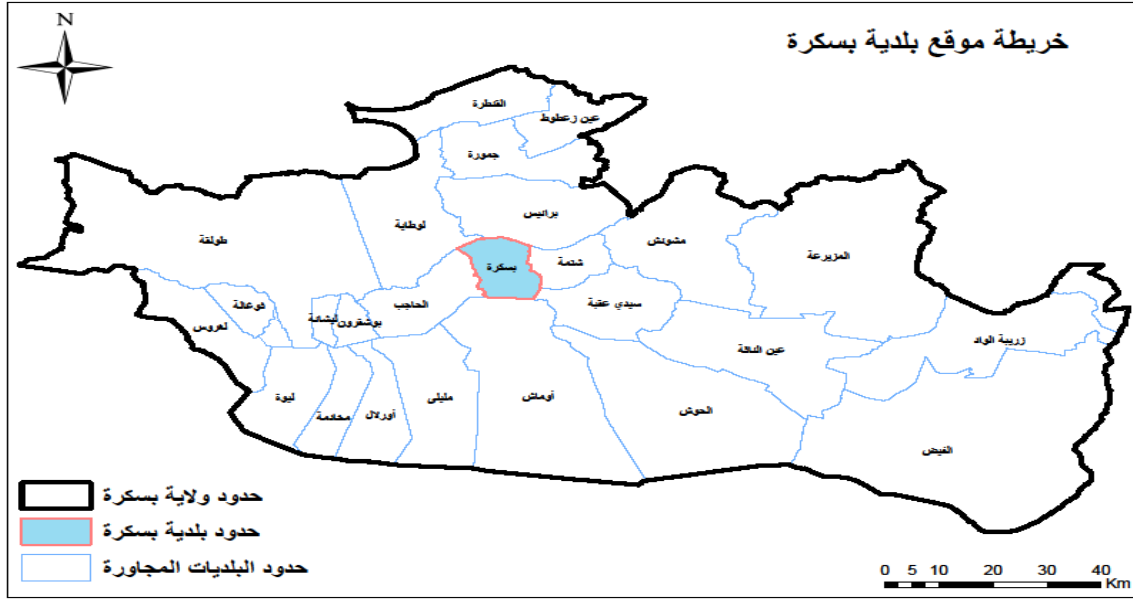 خريطة موقع بلدية بسكرة
N
القنطرة
عين زعطوط
جمورة
برانيس
لوطاية
مشونش
طولقة
المزيرعة
شتمة
بسكرة
سيدي عقبة
الحاجب
فوغالة
لعروس
ليشانة
بوشقرون
زريبة الواد
عين الناقة
ليوة
مخادمة
أورلال
مليلي
أوماش
الحوش
الفيض
حدود ولاية بسكرة
حدود بلدية بسكرة
حدود البلديات المجاورة
0 5 10 20 30 40
Km